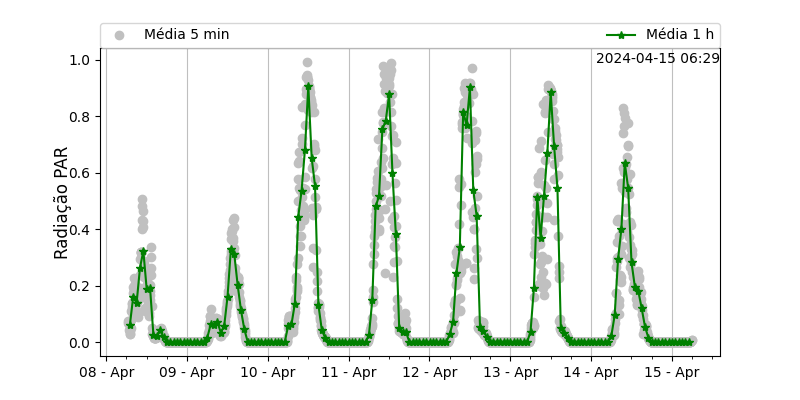 Média 5 min
Média 1 h
2024-04-15 06:29
Radiação PAR
1.0
0.8
0.6
0.4
0.2
0.0
08 - Apr
09 - Apr
10 - Apr
11 - Apr
12 - Apr
13 - Apr
14 - Apr
15 - Apr